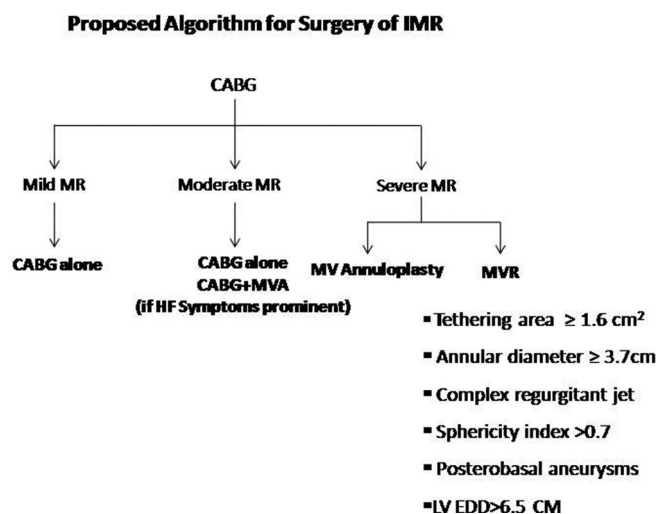 Proposed Algorithm for Surgery of IMR
CABG
Mild MR
Moderate MR
Severe MR
CABG alone
CABG alone
CABG+MVA
(if HF Symptoms prominent)
MV Annuloplasty
MVR
▪ Tethering area ≥ 1.6 cm²
▪ Annular diameter ≥ 3.7cm
▪ Complex regurgitant jet
▪ Sphericity index >0.7
▪ Posterobasal aneurysms
▪LV EDD>6.5 CM